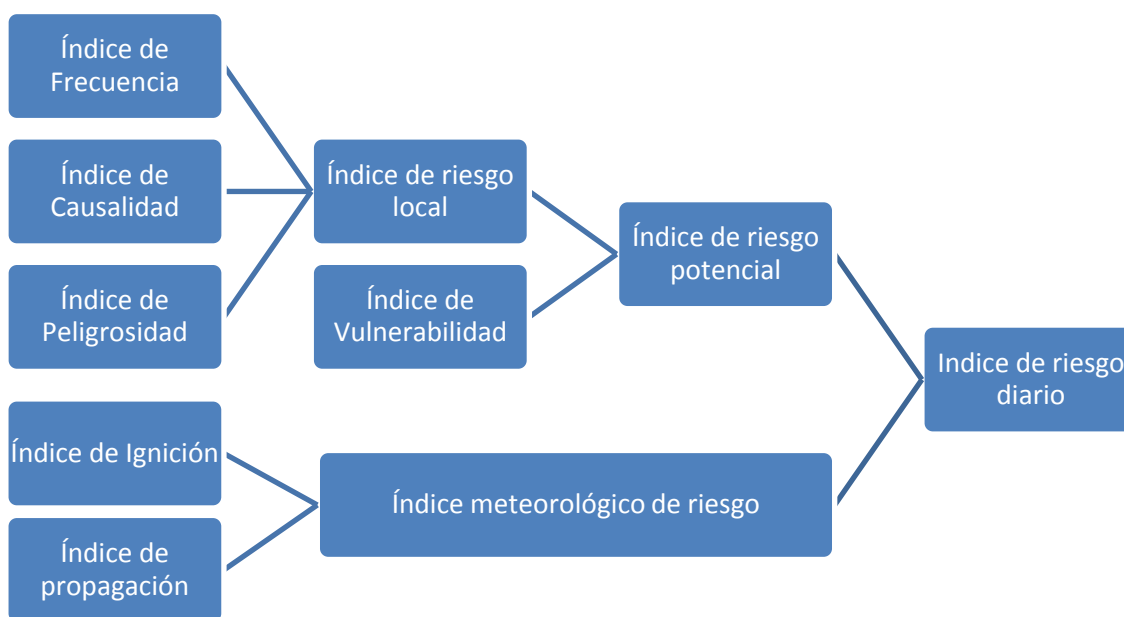 Índice de
Frecuencia
Índice de
Causalidad
Índice de
Peligrosidad
Índice de riesgo
local
Índice de
Vulnerabilidad
Índice de riesgo
potencial
Indice de riesgo
diario
Índice de Ignición
Índice de
propagación
Índice meteorológico de riesgo